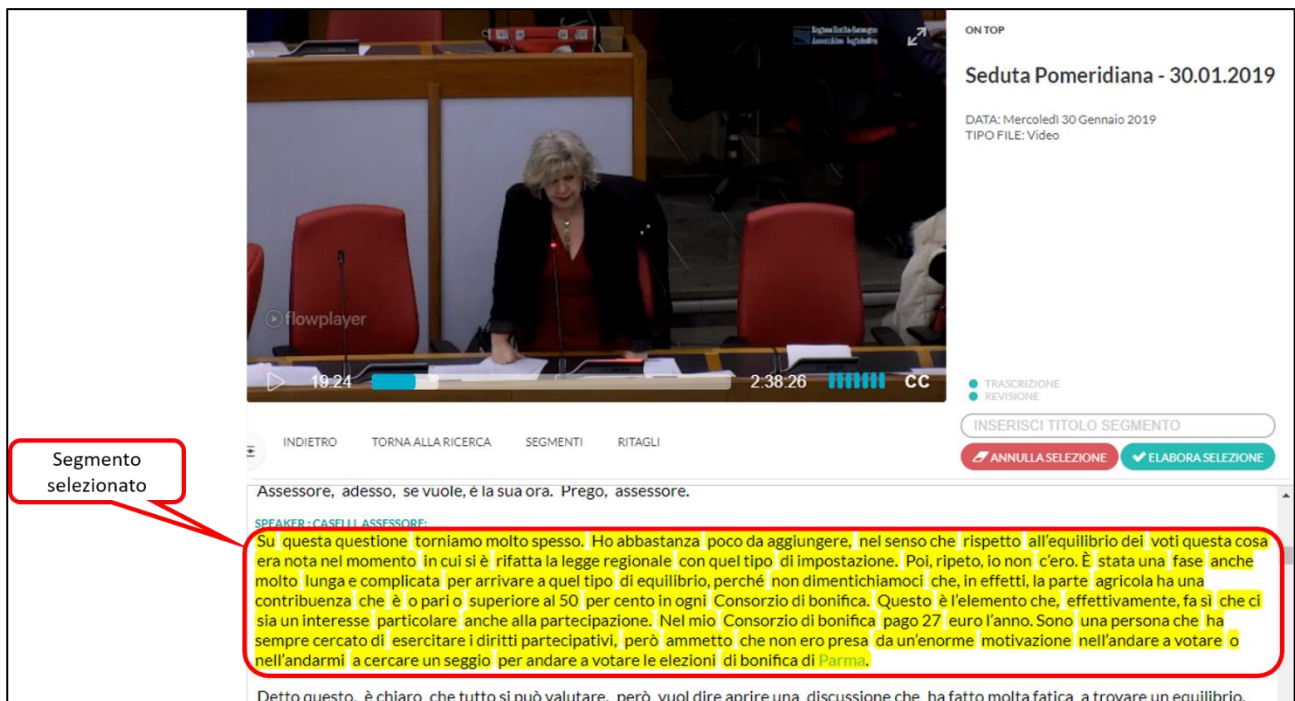 Regione Emilia-Romagna
Assemblea legislativa
ON TOP
Seduta Pomeridiana - 30.01.2019
DATA: Mercoledì 30 Gennaio 2019
TIPO FILE: Video
flowplayer
19:24
2:38:26
CC
TRASCRIZIONE
REVISIONE
INSERISCI TITOLO SEGMENTO
ANNULLA SELEZIONE
ELABORA SELEZIONE
INDIETRO
TORNA ALLA RICERCA
SEGMENTI
RITAGLI
Segmento
selezionato
Assessore, adesso, se vuole, è la sua ora. Prego, assessore.
SPEAKER : CASELLI, ASSESSORE:
Su questa questione torniamo molto spesso. Ho abbastanza poco da aggiungere, nel senso che rispetto all'equilibrio dei voti questa cosa
era nota nel momento in cui si è rifatta la legge regionale con quel tipo di impostazione. Poi, ripeto, io non c'ero. È stata una fase anche
molto lunga e complicata per arrivare a quel tipo di equilibrio, perché non dimentichiamoci che, in effetti, la parte agricola ha una
contribuenza che è o pari o superiore al 50 per cento in ogni Consorzio di bonifica. Questo è l'elemento che, effettivamente, fa sì che ci
sia un interesse particolare anche alla partecipazione. Nel mio Consorzio di bonifica pago 27 euro l'anno. Sono una persona che ha
sempre cercato di esercitare i diritti partecipativi, però ammetto che non ero presa da un'enorme motivazione nell'andare a votare o
nell'andarmi a cercare un seggio per andare a votare le elezioni di bonifica di Parma.
Detto questo, è chiaro che tutto si può valutare, però vuol dire aprire una discussione che ha fatto molta fatica a trovare un equilibrio.